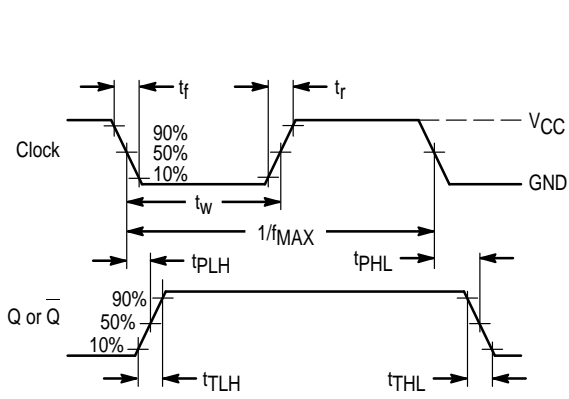 tf
tr
90%
50%
10%
Clock
VCC
GND
tw
1/fMAX
tPLH
tPHL
90%
50%
10%
Q or Q̅
tTLH
tTHL